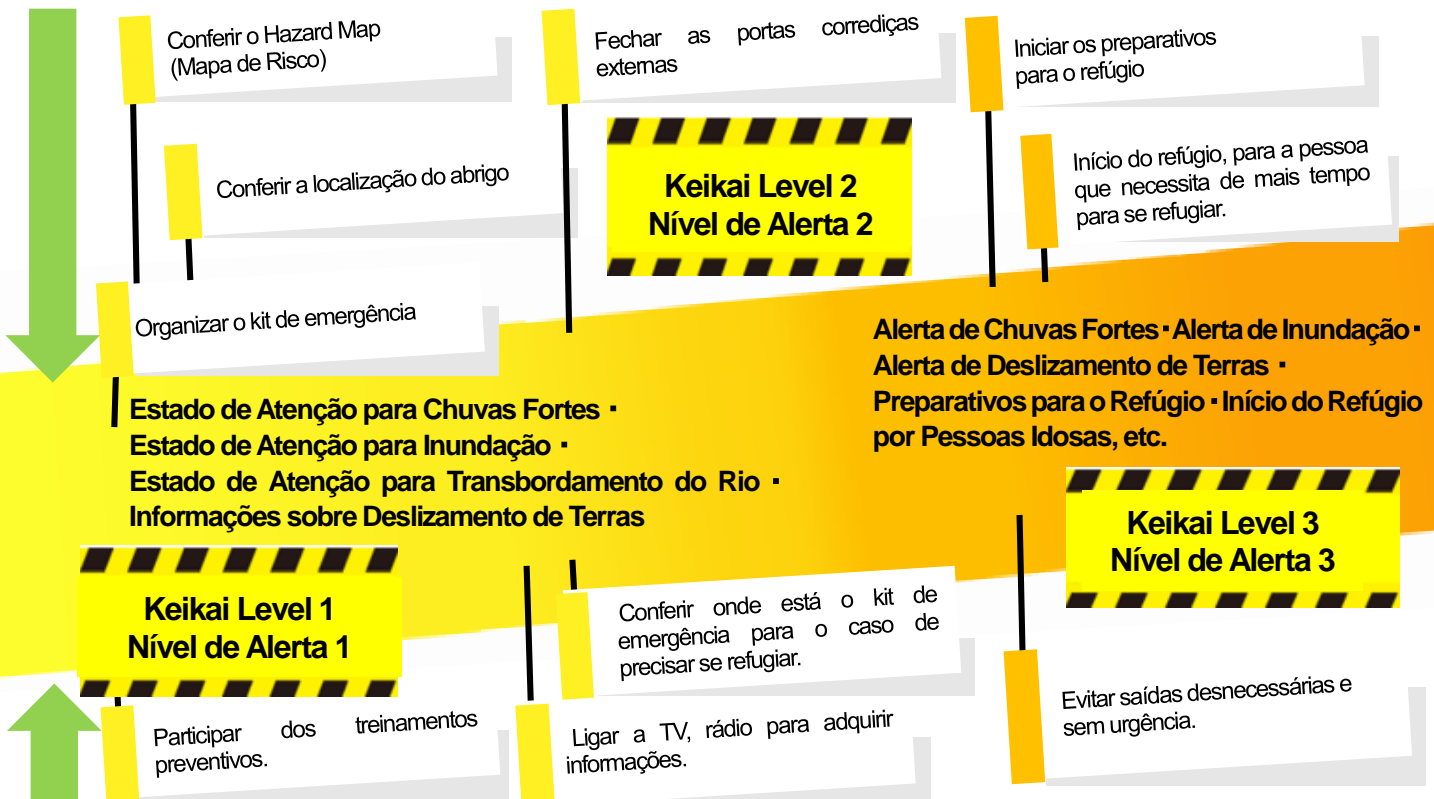 Conferir o Hazard Map
(Mapa de Risco)
Conferir a localização do abrigo
Organizar o kit de emergência
Fechar as portas corrediças
externas
Keikai Level 2
Nível de Alerta 2
Iniciar os preparativos
para o refúgio
Início do refúgio, para a pessoa
que necessita de mais tempo
para se refugiar.
Estado de Atenção para Chuvas Fortes ･
Estado de Atenção para Inundação ･
Estado de Atenção para Transbordamento do Rio ･
Informações sobre Deslizamento de Terras
Alerta de Chuvas Fortes ･ Alerta de Inundação ･
Alerta de Deslizamento de Terras ･
Preparativos para o Refúgio ･ Início do Refúgio
por Pessoas Idosas, etc.
Keikai Level 1
Nível de Alerta 1
Participar dos treinamentos
preventivos.
Conferir onde está o kit de
emergência para o caso de
precisar se refugiar.
Ligar a TV, rádio para adquirir
informações.
Keikai Level 3
Nível de Alerta 3
Evitar saídas desnecessárias e
sem urgência.